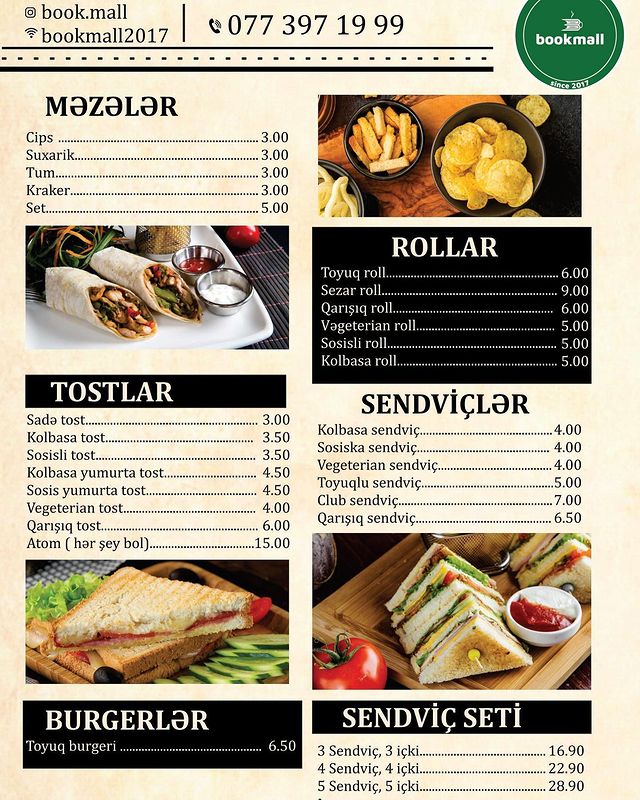 book.mall
bookmall2017
077 397 19 99
bookmall
since 2017
MƏZƏLƏR
Cips ................ 3.00
Suxarik................ 3.00
Tum................ 3.00
Kraker................ 3.00
Set................ 5.00
ROLLAR
Toyuq roll................ 6.00
Sezar roll................ 9.00
Qarışıq roll................ 6.00
Vəgeterian roll................ 5.00
Sosisli roll................ 5.00
Kolbasa roll................ 5.00
TOSTLAR
Sadə tost................ 3.00
Kolbasa tost................ 3.50
Sosisli tost................ 3.50
Kolbasa yumurta tost................ 4.50
Sosis yumurta tost................ 4.50
Vegeterian tost................ 4.00
Qarışıq tost................ 6.00
Atom ( hər şey bol)................15.00
SENDVİÇLƏR
Kolbasa sendviç................ 4.00
Sosiska sendviç................ 4.00
Vegeterian sendviç................ 4.00
Toyuqlu sendviç................5.00
Club sendviç................ 7.00
Qarışıq sendviç................ 6.50
BURGERLƏR
Toyuq burgeri ................ 6.50
SENDVİÇ SETİ
3 Sendviç, 3 içki................ 16.90
4 Sendviç, 4 içki................ 22.90
5 Sendviç, 5 içki................ 28.90